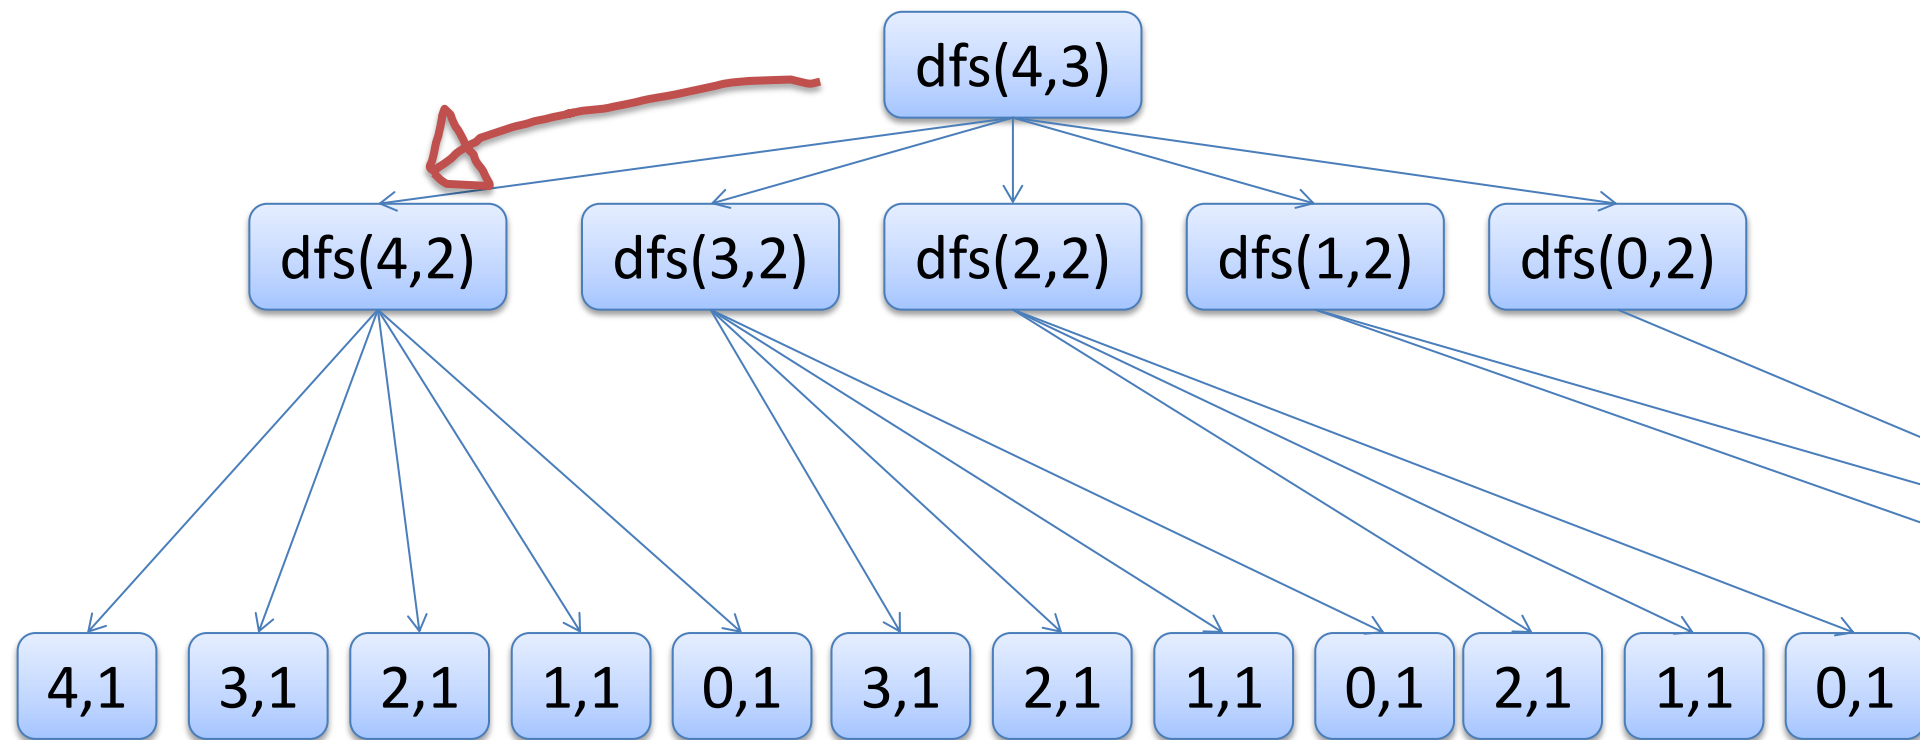 dfs(4,3)
dfs(4,2) dfs(3,2) dfs(2,2) dfs(1,2) dfs(0,2)
4,1 3,1 2,1 1,1 0,1 3,1 2,1 1,1 0,1 2,1 1,1 0,1